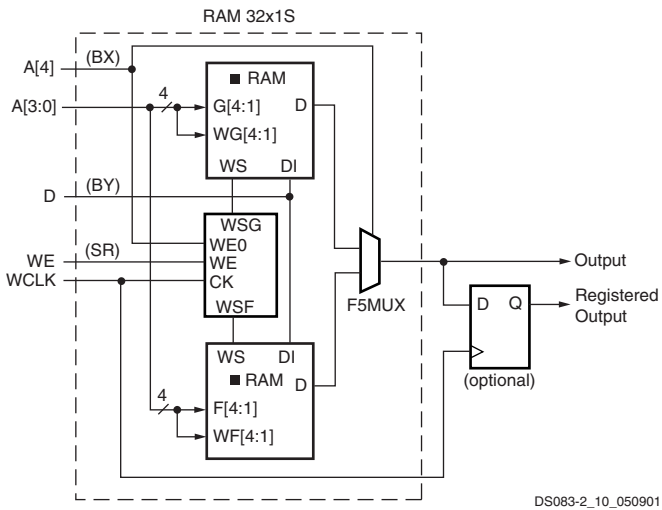 RAM 32x1S
A[4]
(BX)
A[3:0]
4
RAM
G[4:1]
D
WG[4:1]
WS
DI
D
(BY)
WSG
WE0
WE
(SR)
WE
WCLK
CK
WSF
F5MUX
Output
D
Q
Registered
Output
(optional)
WS
DI
RAM
D
4
F[4:1]
WF[4:1]
DS083-2_10_050901